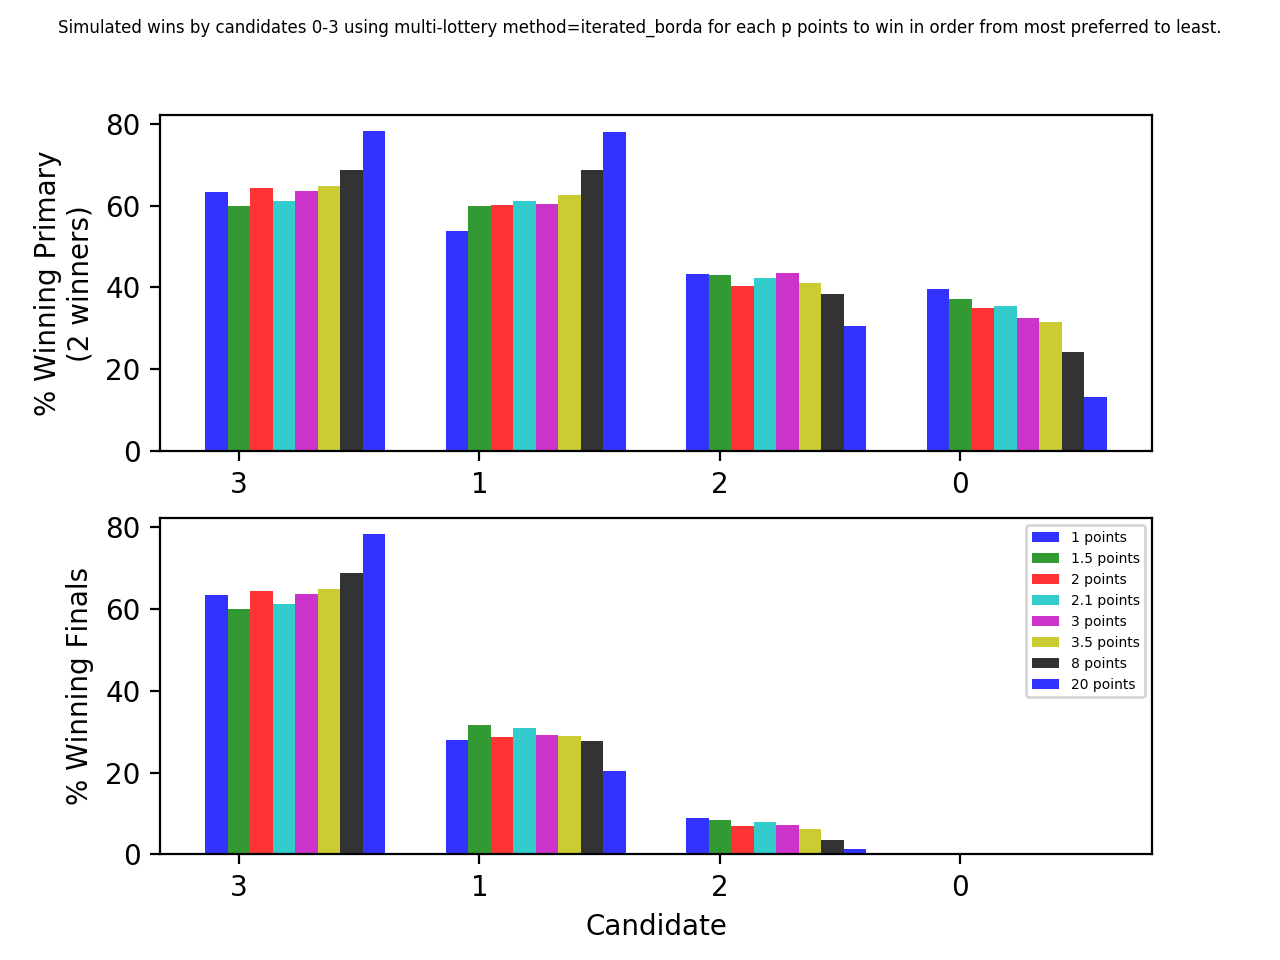 Simulated wins by candidates 0-3 using multi-lottery method=iterated_borda for each p points to win in order from most preferred to least.
% Winning Primary
(2 winners)
80
60
40
20
0
3 1 2 0
% Winning Finals
80
60
40
20
0
1 points
1.5 points
2 points
2.1 points
3 points
3.5 points
8 points
20 points
3 1 2 0
Candidate